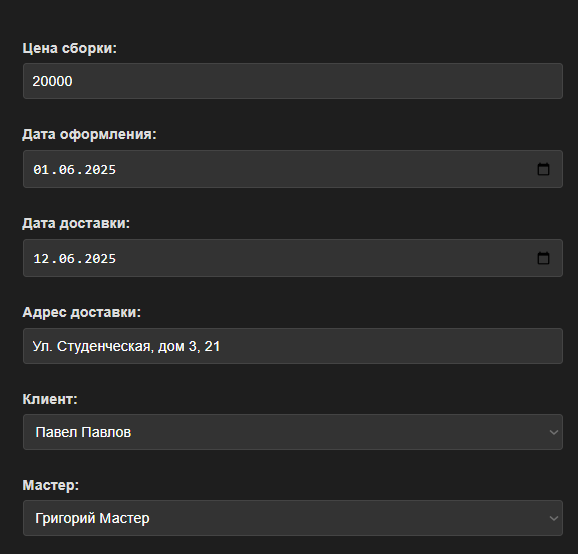 Цена сборки:
20000
Дата оформления:
01.06.2025
Дата доставки:
12.06.2025
Адрес доставки:
Ул. Студенческая, дом 3, 21
Клиент:
Павел Павлов
Мастер:
Григорий Мастер